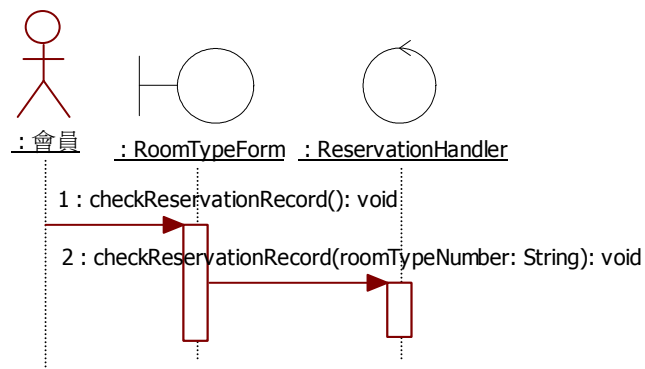 : 會員
: RoomTypeForm
: ReservationHandler
1 : checkReservationRecord(): void
2 : checkReservationRecord(roomTypeNumber: String): void